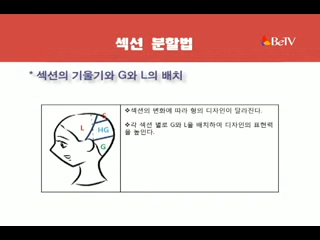 섹션 분할법
BeTV
* 섹션의 기울기와 G와 L의 배치
L
HG
G
❖섹션의 변화에 따라 형의 디자인이 달라진다.
❖각 섹션 별로 G와 L을 배치하여 디자인의 표현력
을 높인다.